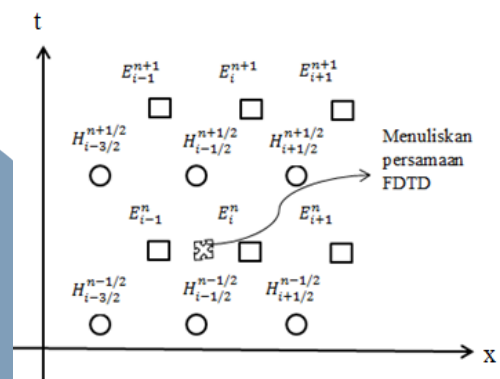 t
E_{i-1}^{n+1} E_{i}^{n+1} E_{i+1}^{n+1}
H_{i-3/2}^{n+1/2} H_{i-1/2}^{n+1/2} H_{i+1/2}^{n+1/2}
Menuliskan
persamaan
FDTD
E_{i-1}^{n} E_{i}^{n} E_{i+1}^{n}
H_{i-3/2}^{n-1/2} H_{i-1/2}^{n-1/2} H_{i+1/2}^{n-1/2}
x